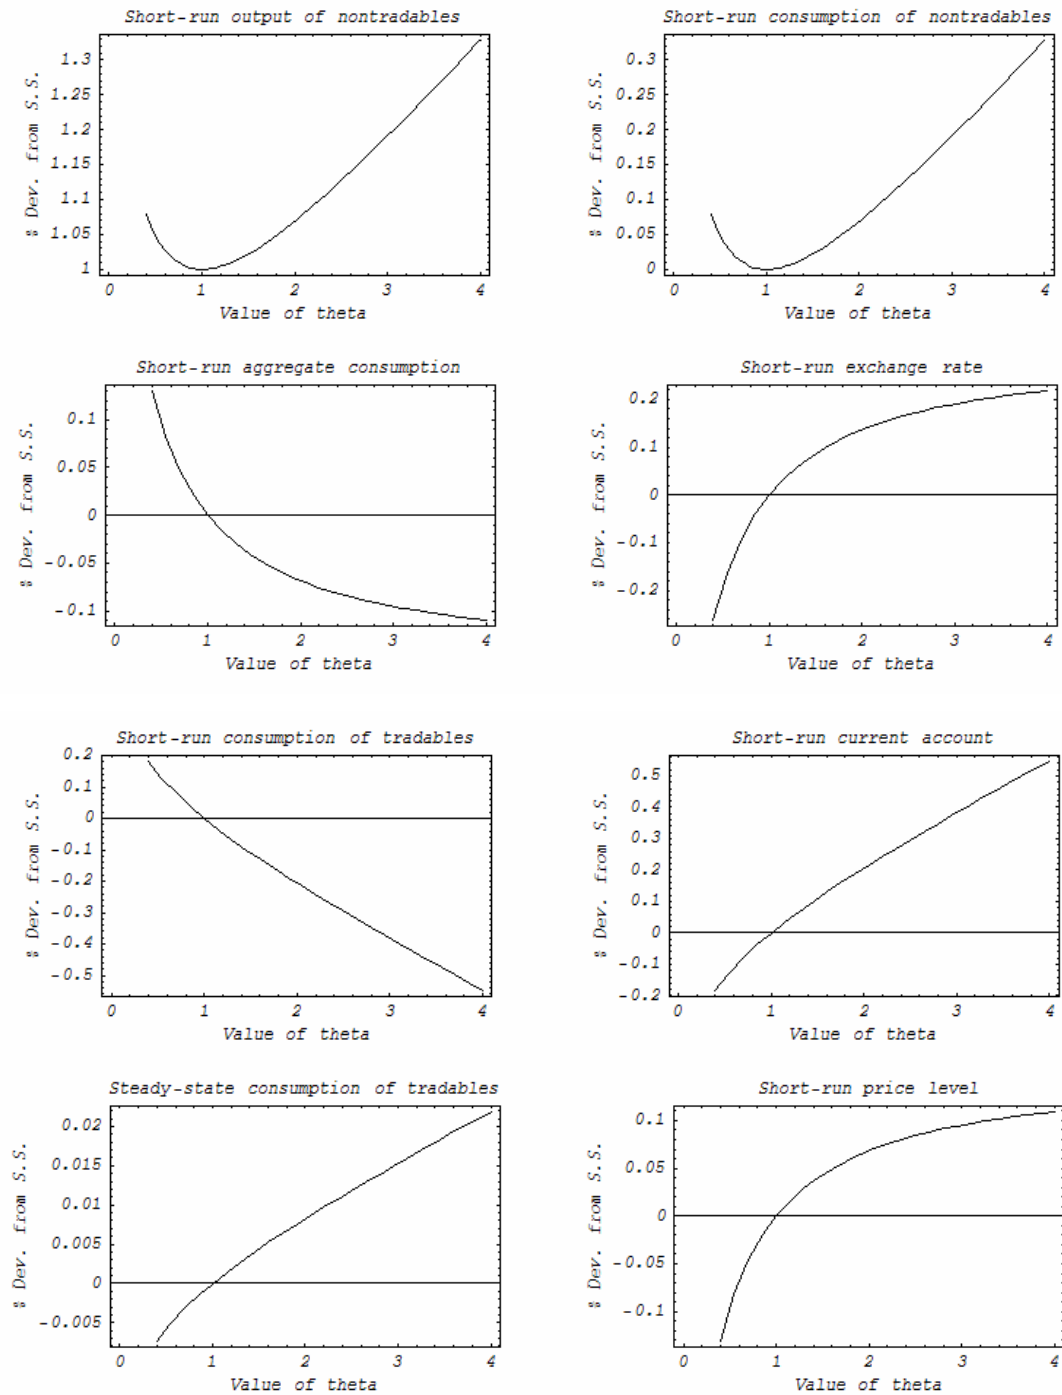 Short-run output of nontradables
% Dev. from S.S.
1.3
1.25
1.2
1.15
1.1
1.05
1
0 1 2 3 4
Value of theta
Short-run consumption of nontradables
% Dev. from S.S.
0.3
0.25
0.2
0.15
0.1
0.05
0
0 1 2 3 4
Value of theta
Short-run aggregate consumption
% Dev. from S.S.
0.1
0.05
0
-0.05
-0.1
0 1 2 3 4
Value of theta
Short-run exchange rate
% Dev. from S.S.
0.2
0.1
0
-0.1
-0.2
0 1 2 3 4
Value of theta
Short-run consumption of tradables
% Dev. from S.S.
0.2
0.1
0
-0.1
-0.2
-0.3
-0.4
-0.5
0 1 2 3 4
Value of theta
Short-run current account
% Dev. from S.S.
0.5
0.4
0.3
0.2
0.1
0
-0.1
-0.2
0 1 2 3 4
Value of theta
Steady-state consumption of tradables
% Dev. from S.S.
0.02
0.015
0.01
0.005
0
-0.005
0 1 2 3 4
Value of theta
Short-run price level
% Dev. from S.S.
0.1
0.05
0
-0.05
-0.1
0 1 2 3 4
Value of theta